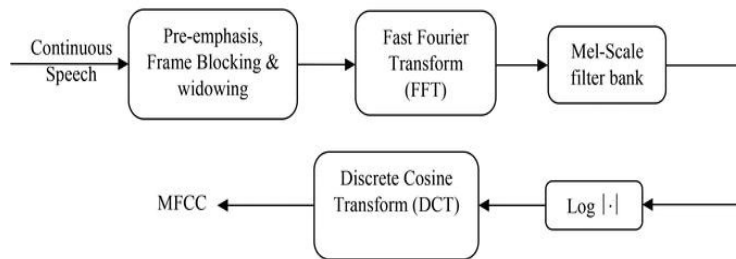 Continuous
Speech
Pre-emphasis,
Frame Blocking &
widowing
Fast Fourier
Transform
(FFT)
Mel-Scale
filter bank
MFCC
Discrete Cosine
Transform (DCT)
Log |·|